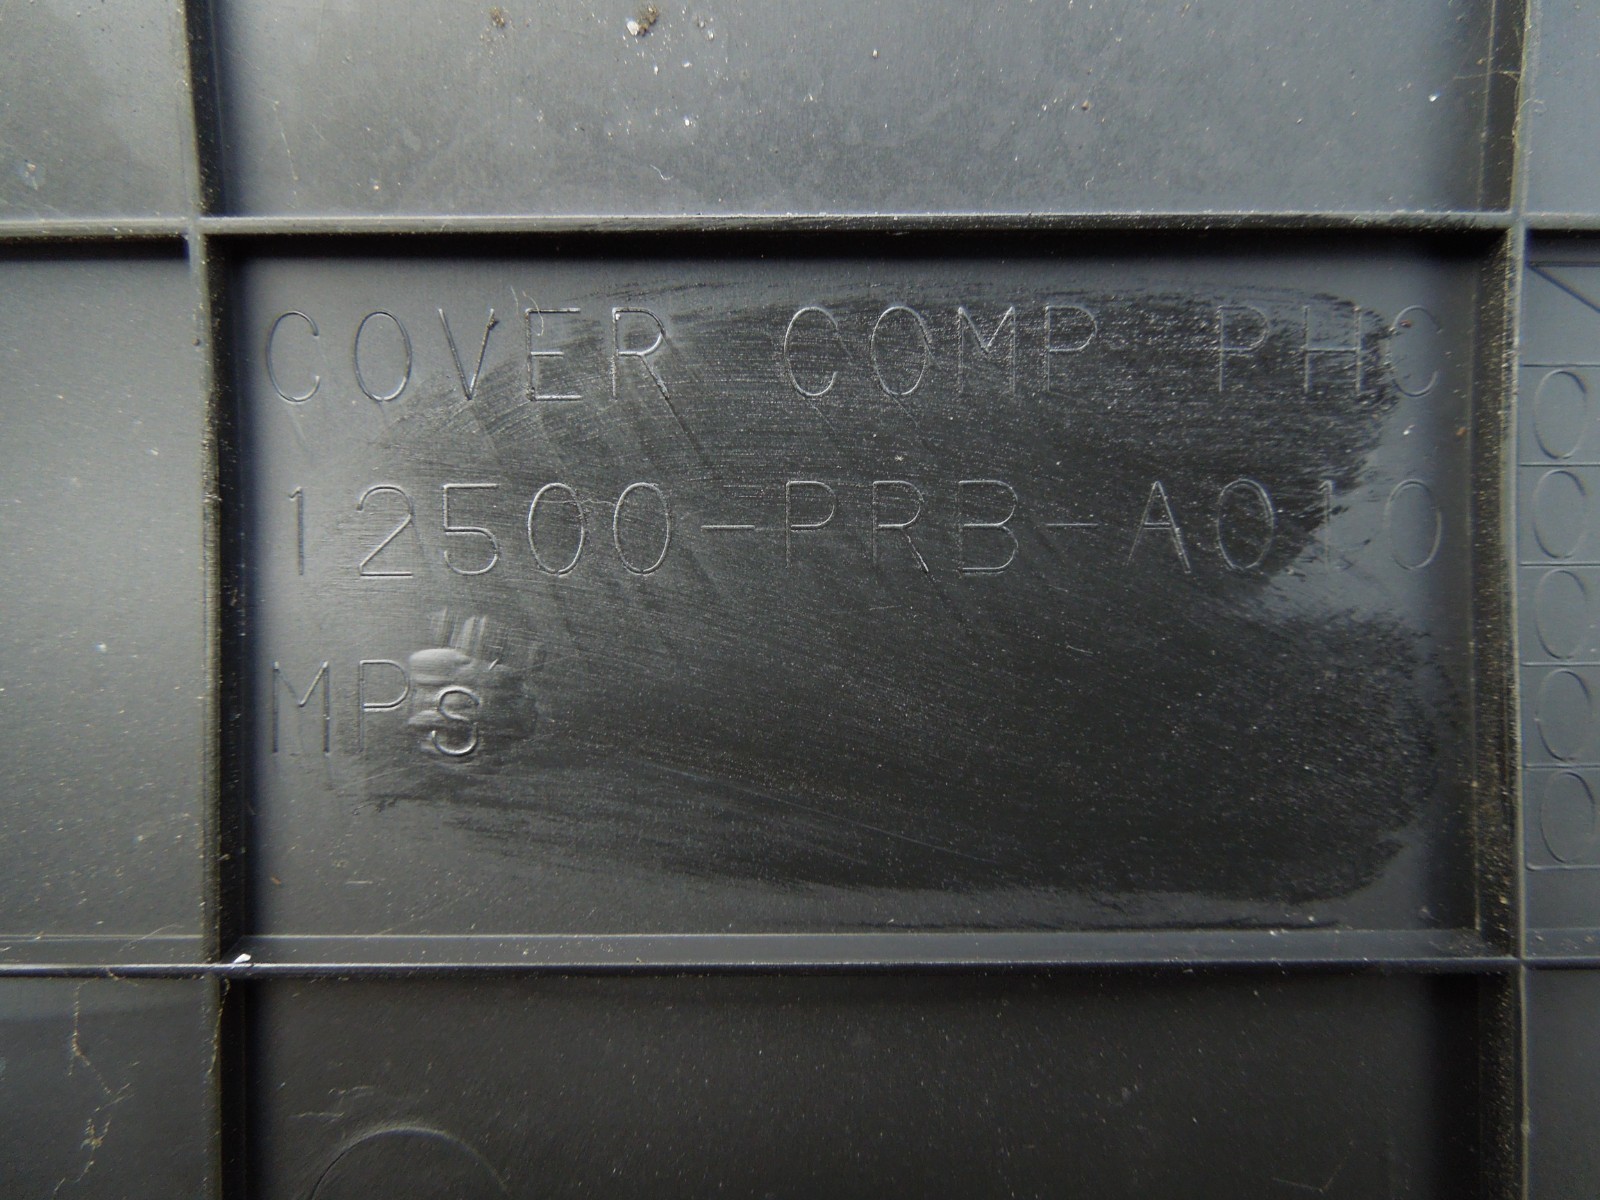 COVER COMP PHC
12500-PRB-A010
MPs